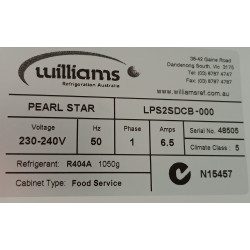 williams
Refrigeration Australia
38-42 Gaine Road
Dandenong South, Vic 3175
Tel: (03) 8787 4747
Fax: (03) 8787 4787
www.williamsref.com.au
PEARL STAR
LPS2SDCB-000
Voltage
Hz
Phase
Amps
Serial No. 48505
230-240V
50
1
6.5
Climate Class : 5
Refrigerant: R404A 1050g
Cabinet Type: Food Service
N15457